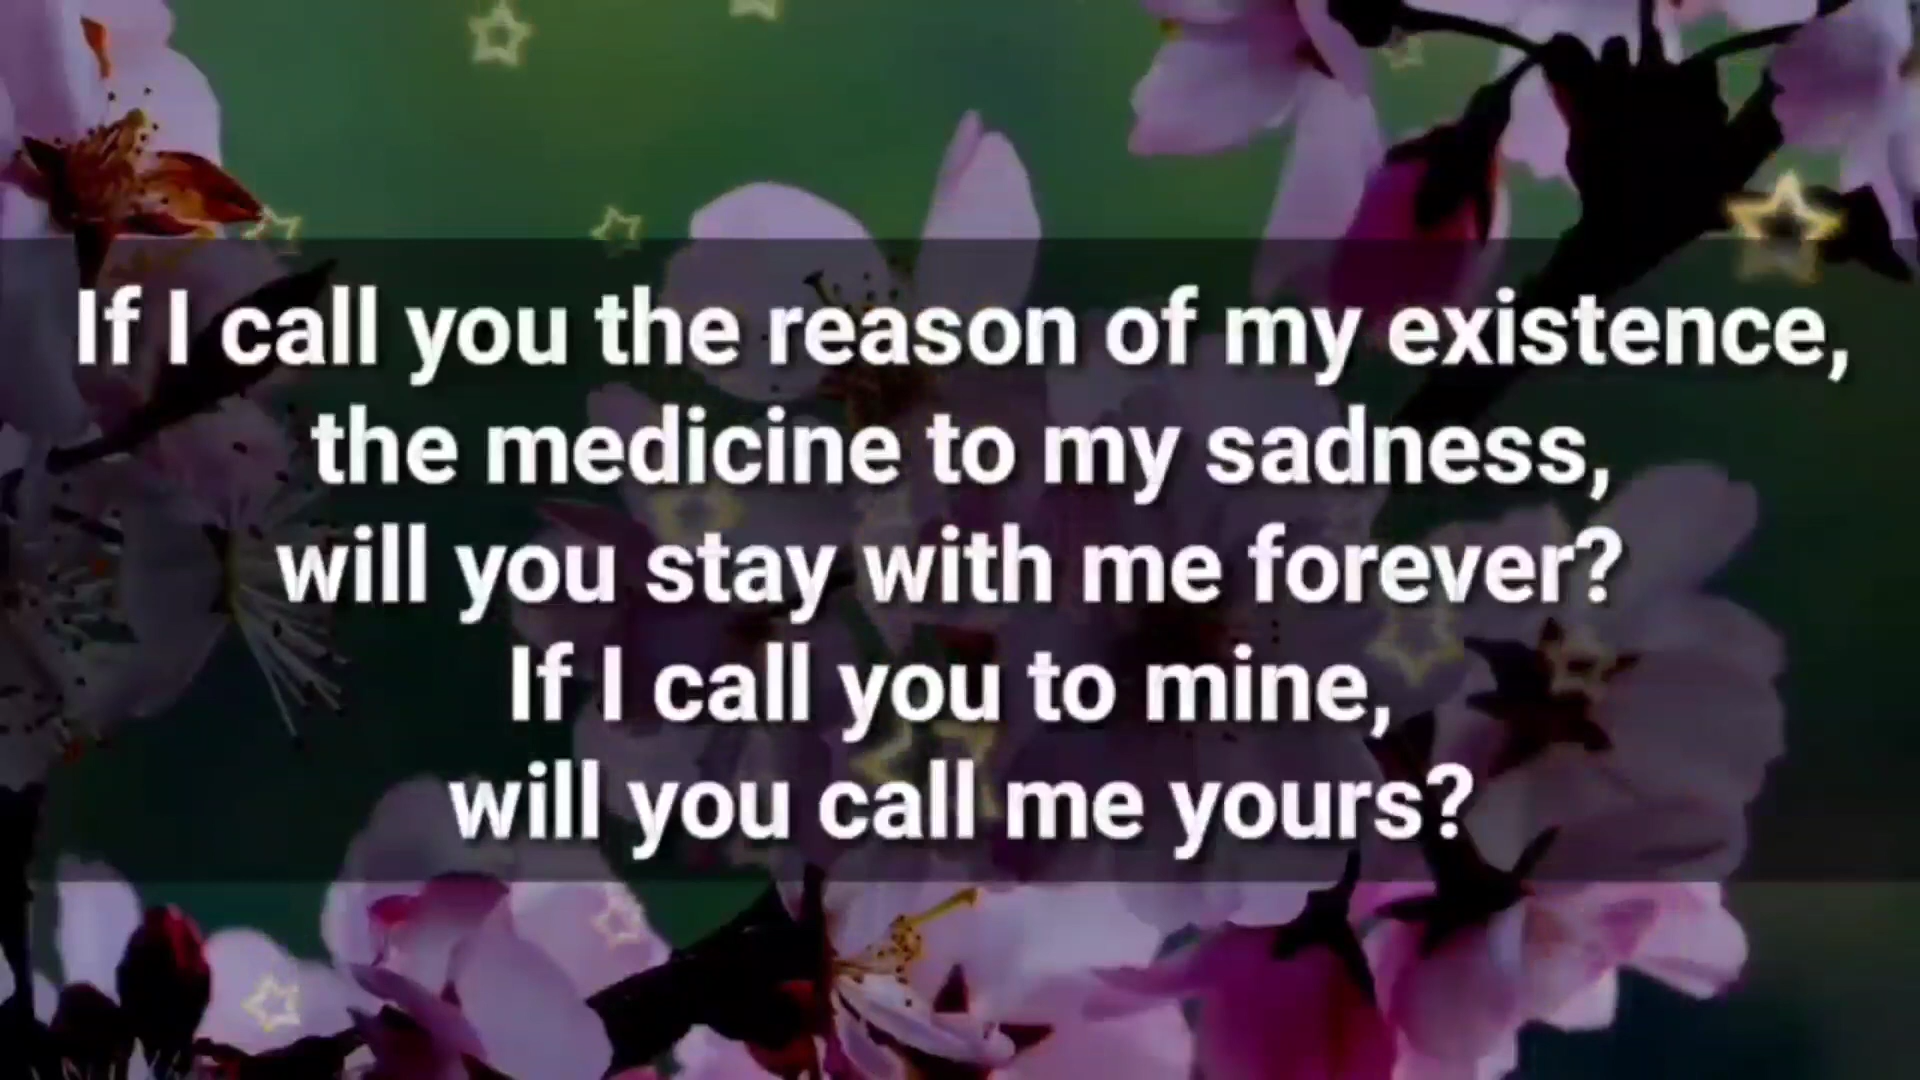 If I call you the reason of my existence,
the medicine to my sadness,
will you stay with me forever?
If I call you to mine,
will you call me yours?